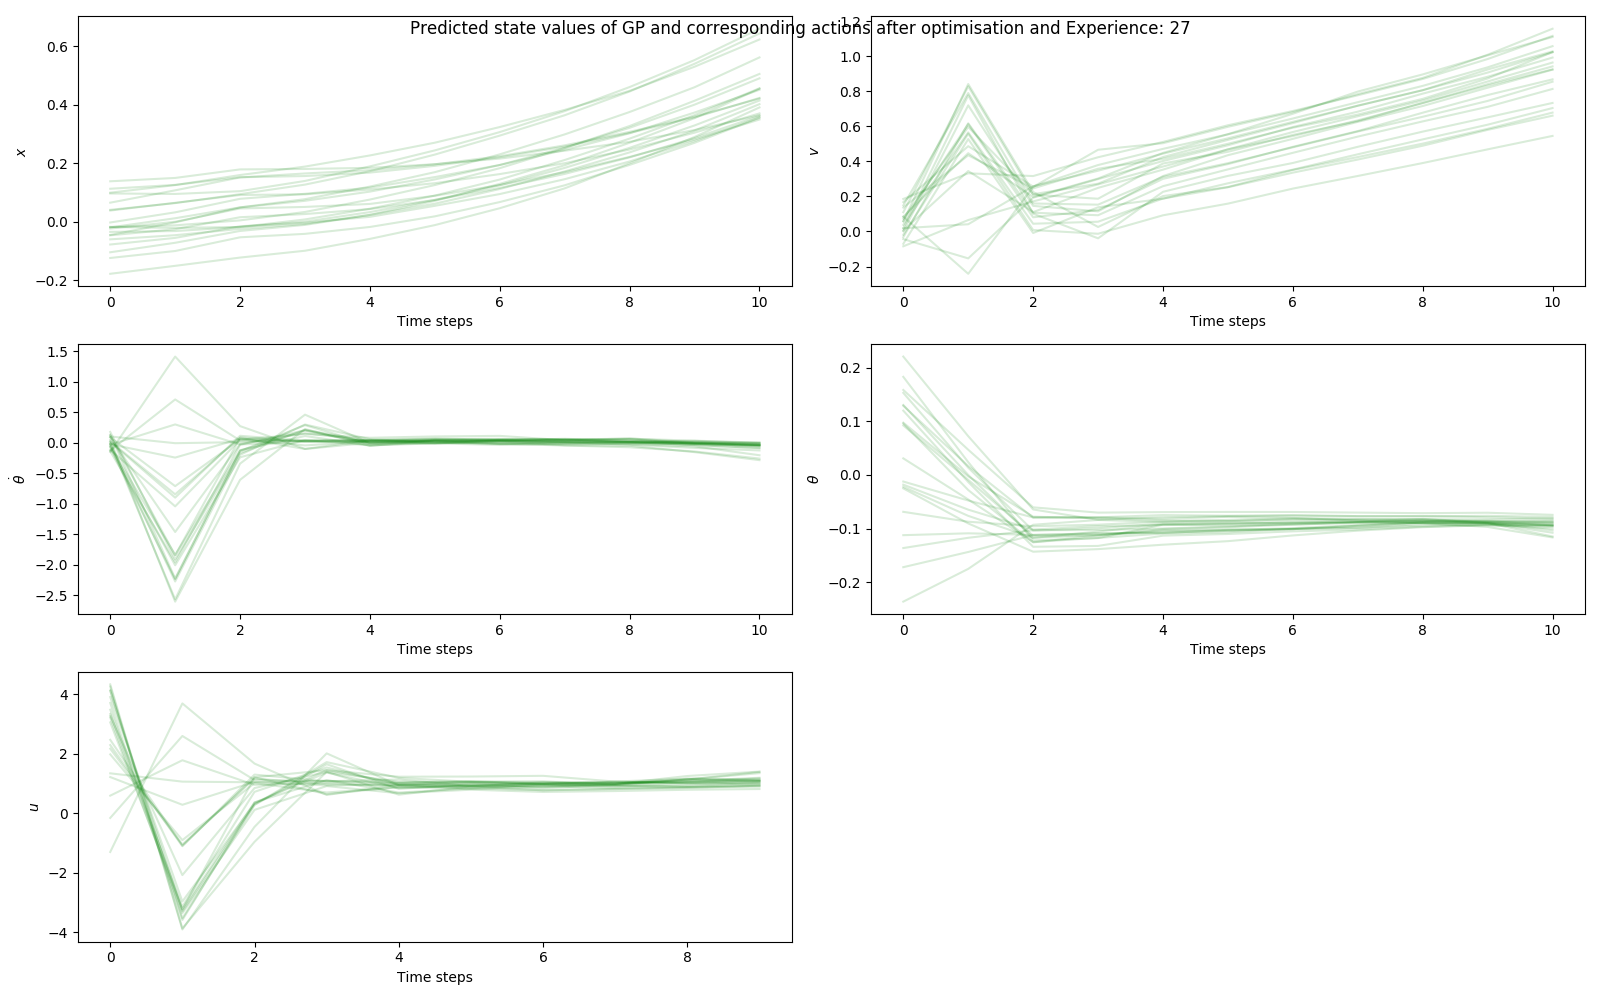 Predicted state values of GP and corresponding actions after optimisation and Experience: 27
0.6
0.4
0.2
0.0
−0.2
x
0 2 4 6 8 10
Time steps
1.2
1.0
0.8
0.6
0.4
0.2
0.0
−0.2
v
0 2 4 6 8 10
Time steps
1.5
1.0
0.5
0.0
−0.5
−1.0
−1.5
−2.0
−2.5
θ̇
0 2 4 6 8 10
Time steps
0.2
0.1
0.0
−0.1
−0.2
θ
0 2 4 6 8 10
Time steps
4
2
0
−2
−4
u
0 2 4 6 8
Time steps